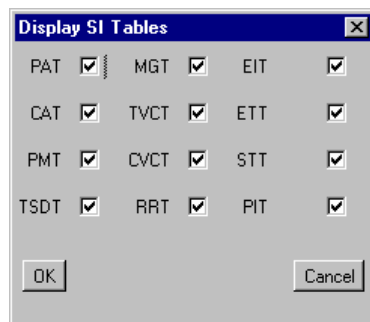 Display SI Tables
PAT MGT EIT
CAT TVCT ETT
PMT CVCT STT
TSDT RRT PIT
OK Cancel